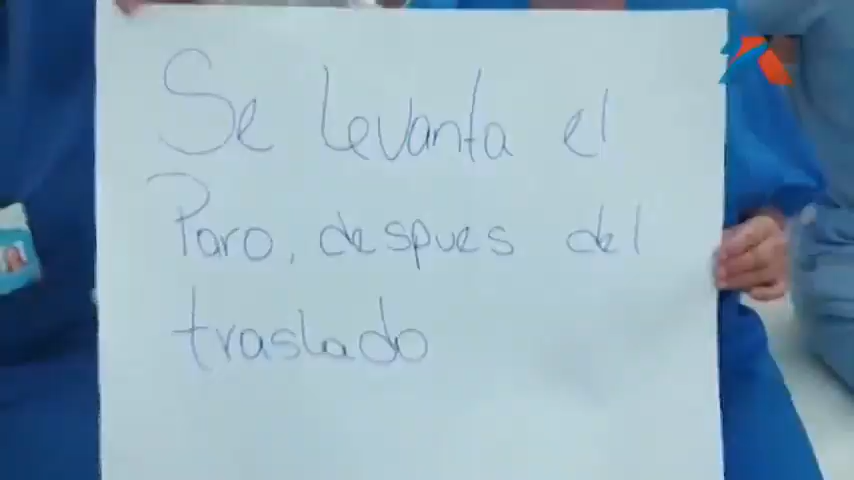 Se levanta el
Paro, despues del
traslado